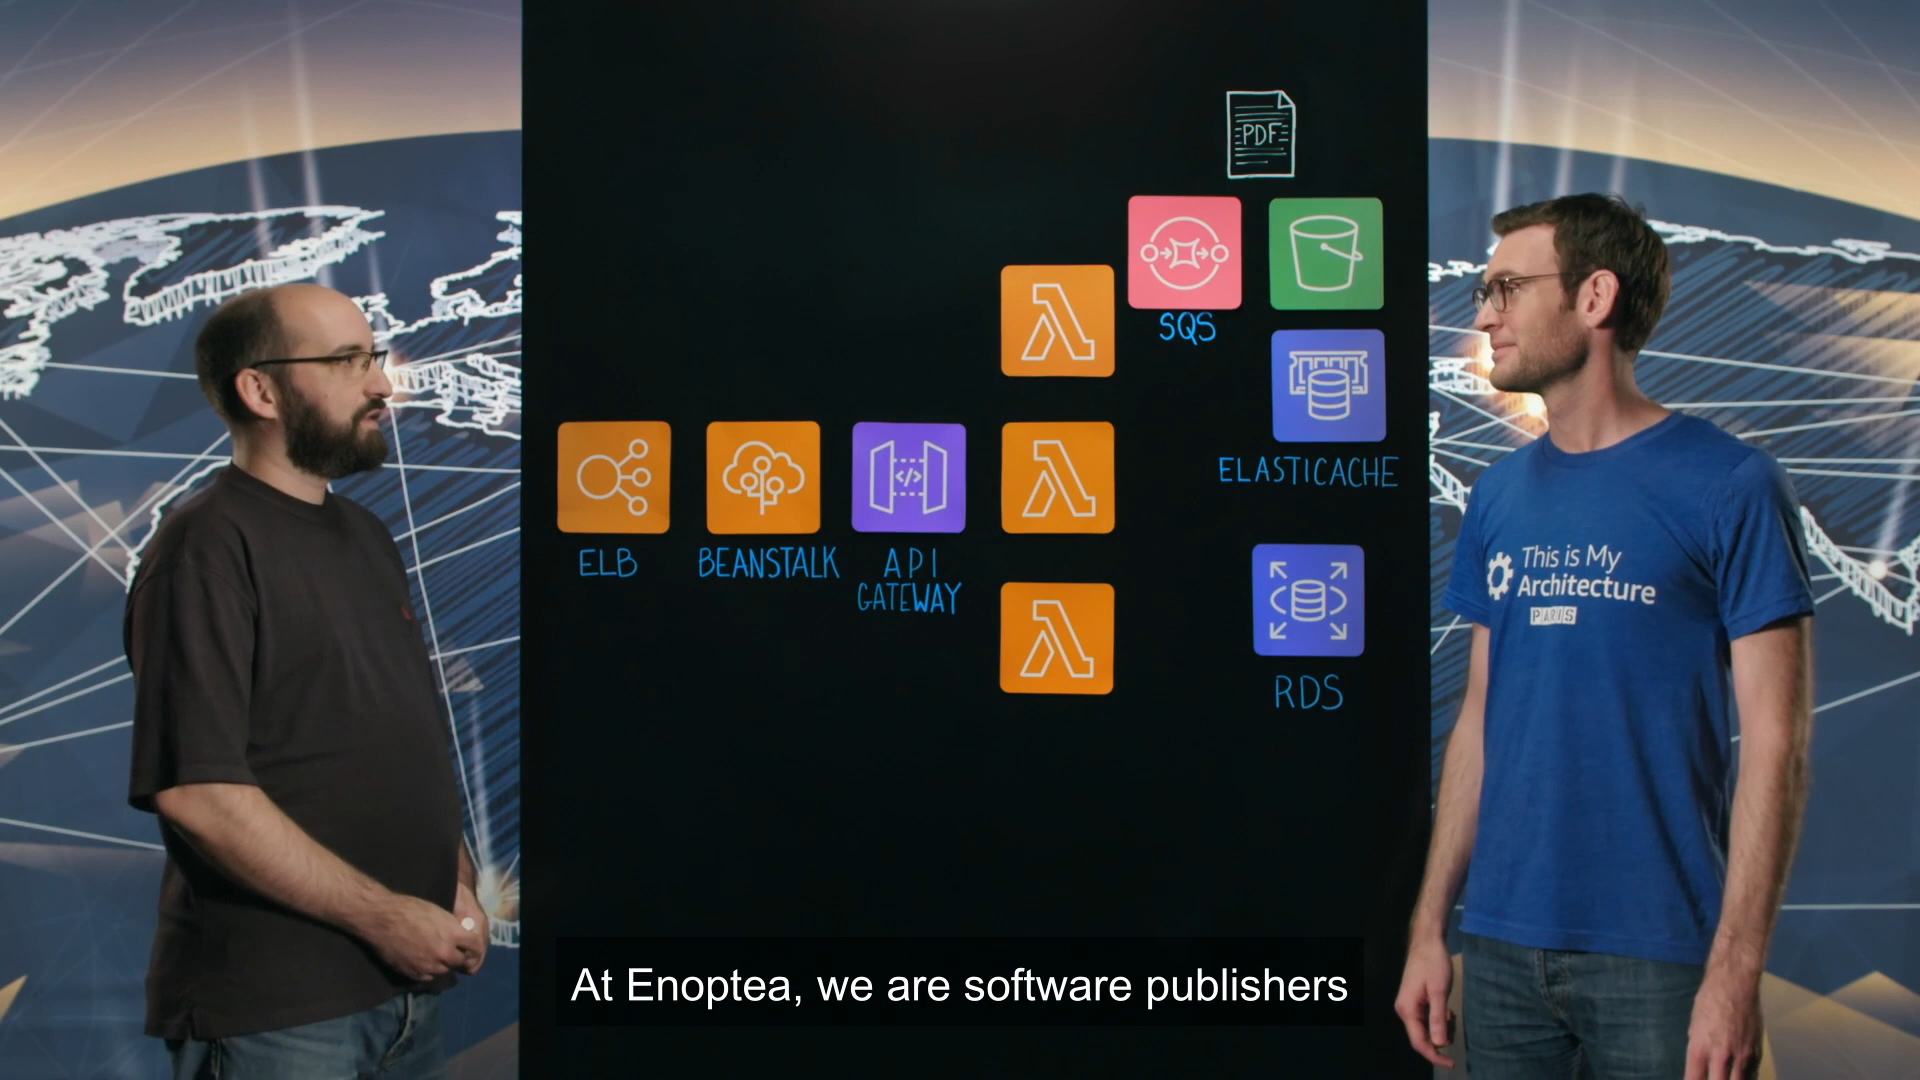 PDF
SQS
ELASTICACHE
ELB
BEANSTALK
API
GATEWAY
</>
RDS
This is My
Architecture
PARIS
At Enoptea, we are software publishers